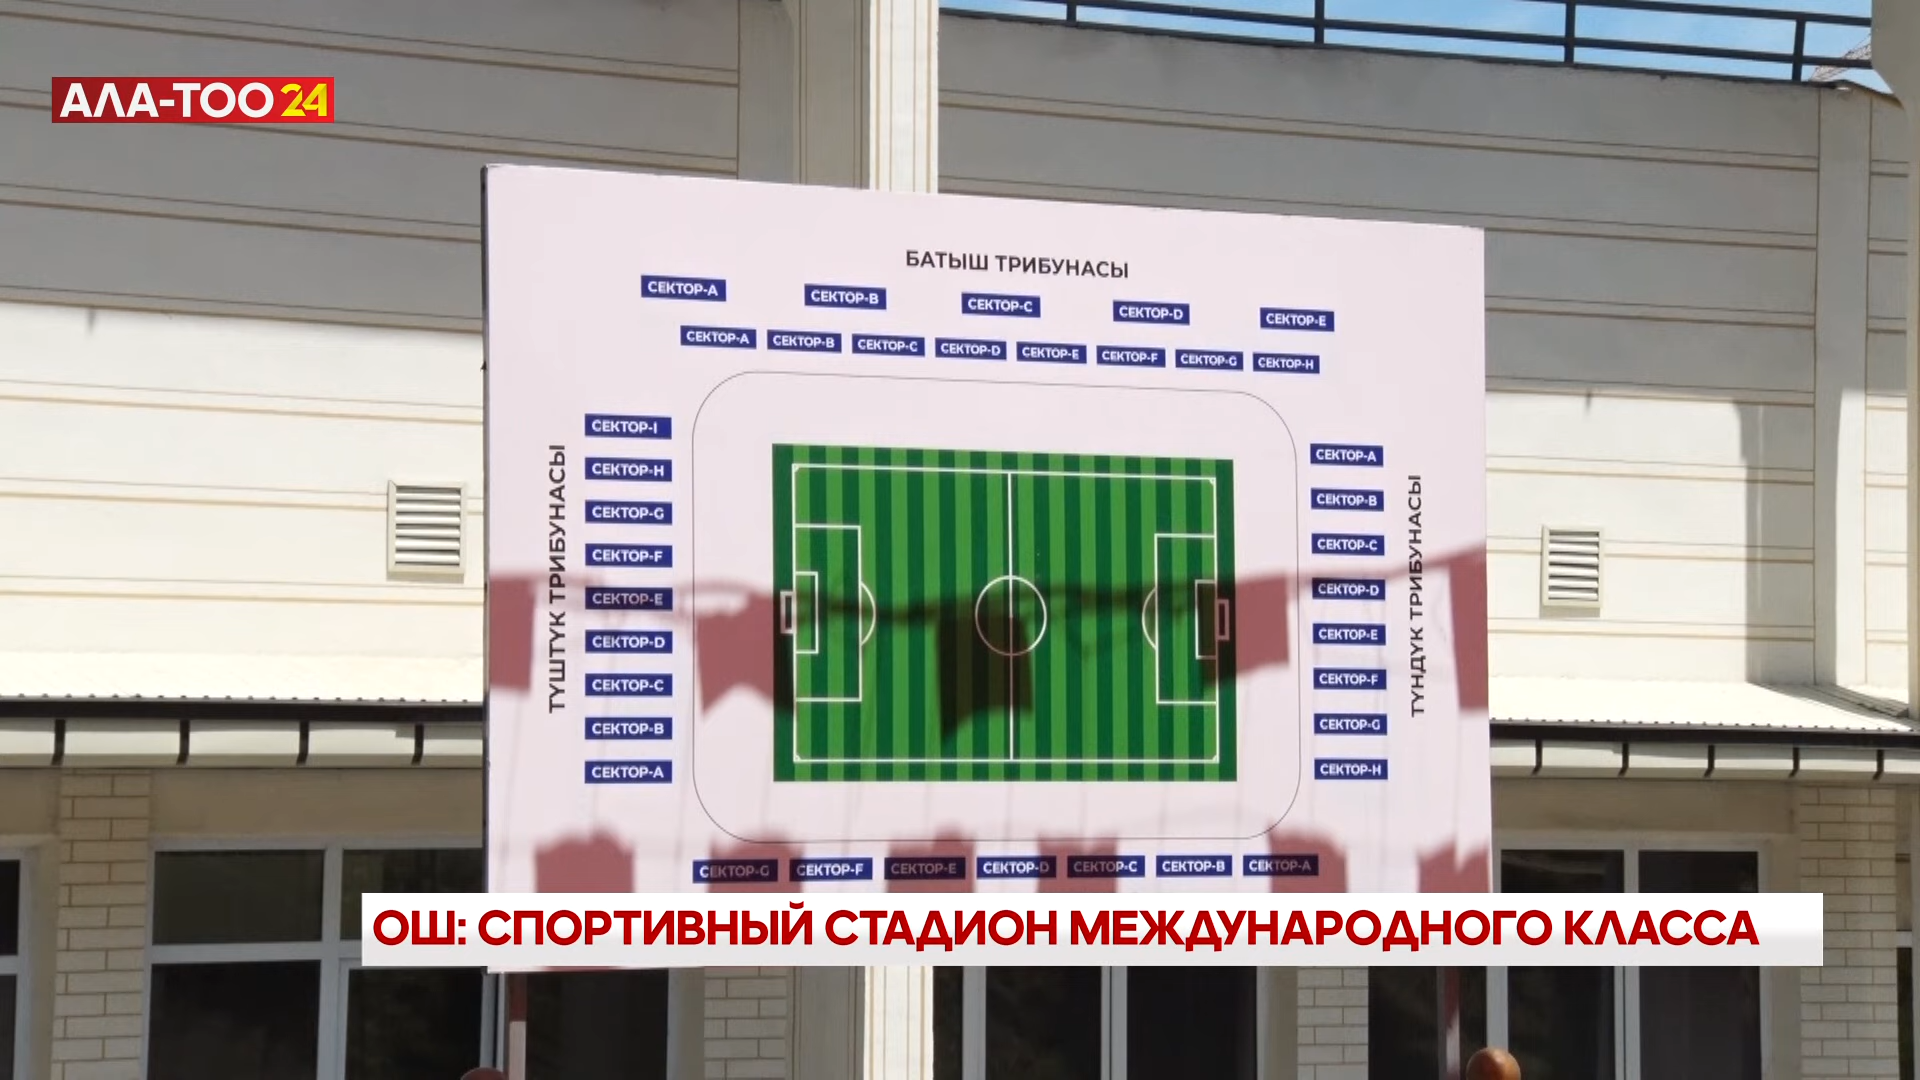 АЛА-ТОО 24
БАТЫШ ТРИБУНАСЫ
СЕКТОР-A СЕКТОР-B СЕКТОР-C СЕКТОР-D СЕКТОР-E
СЕКТОР-A СЕКТОР-B СЕКТОР-C СЕКТОР-D СЕКТОР-E СЕКТОР-F СЕКТОР-G СЕКТОР-H
ТҮШТҮК ТРИБУНАСЫ
СЕКТОР-I
СЕКТОР-H
СЕКТОР-G
СЕКТОР-F
СЕКТОР-E
СЕКТОР-D
СЕКТОР-C
СЕКТОР-B
СЕКТОР-A
СЕКТОР-A
СЕКТОР-B
СЕКТОР-C
СЕКТОР-D
СЕКТОР-E
СЕКТОР-F
СЕКТОР-G
СЕКТОР-H
ТҮНДҮК ТРИБУНАСЫ
СЕКТОР-G СЕКТОР-F СЕКТОР-E СЕКТОР-D СЕКТОР-C СЕКТОР-B СЕКТОР-A
ОШ: СПОРТИВНЫЙ СТАДИОН МЕЖДУНАРОДНОГО КЛАССА